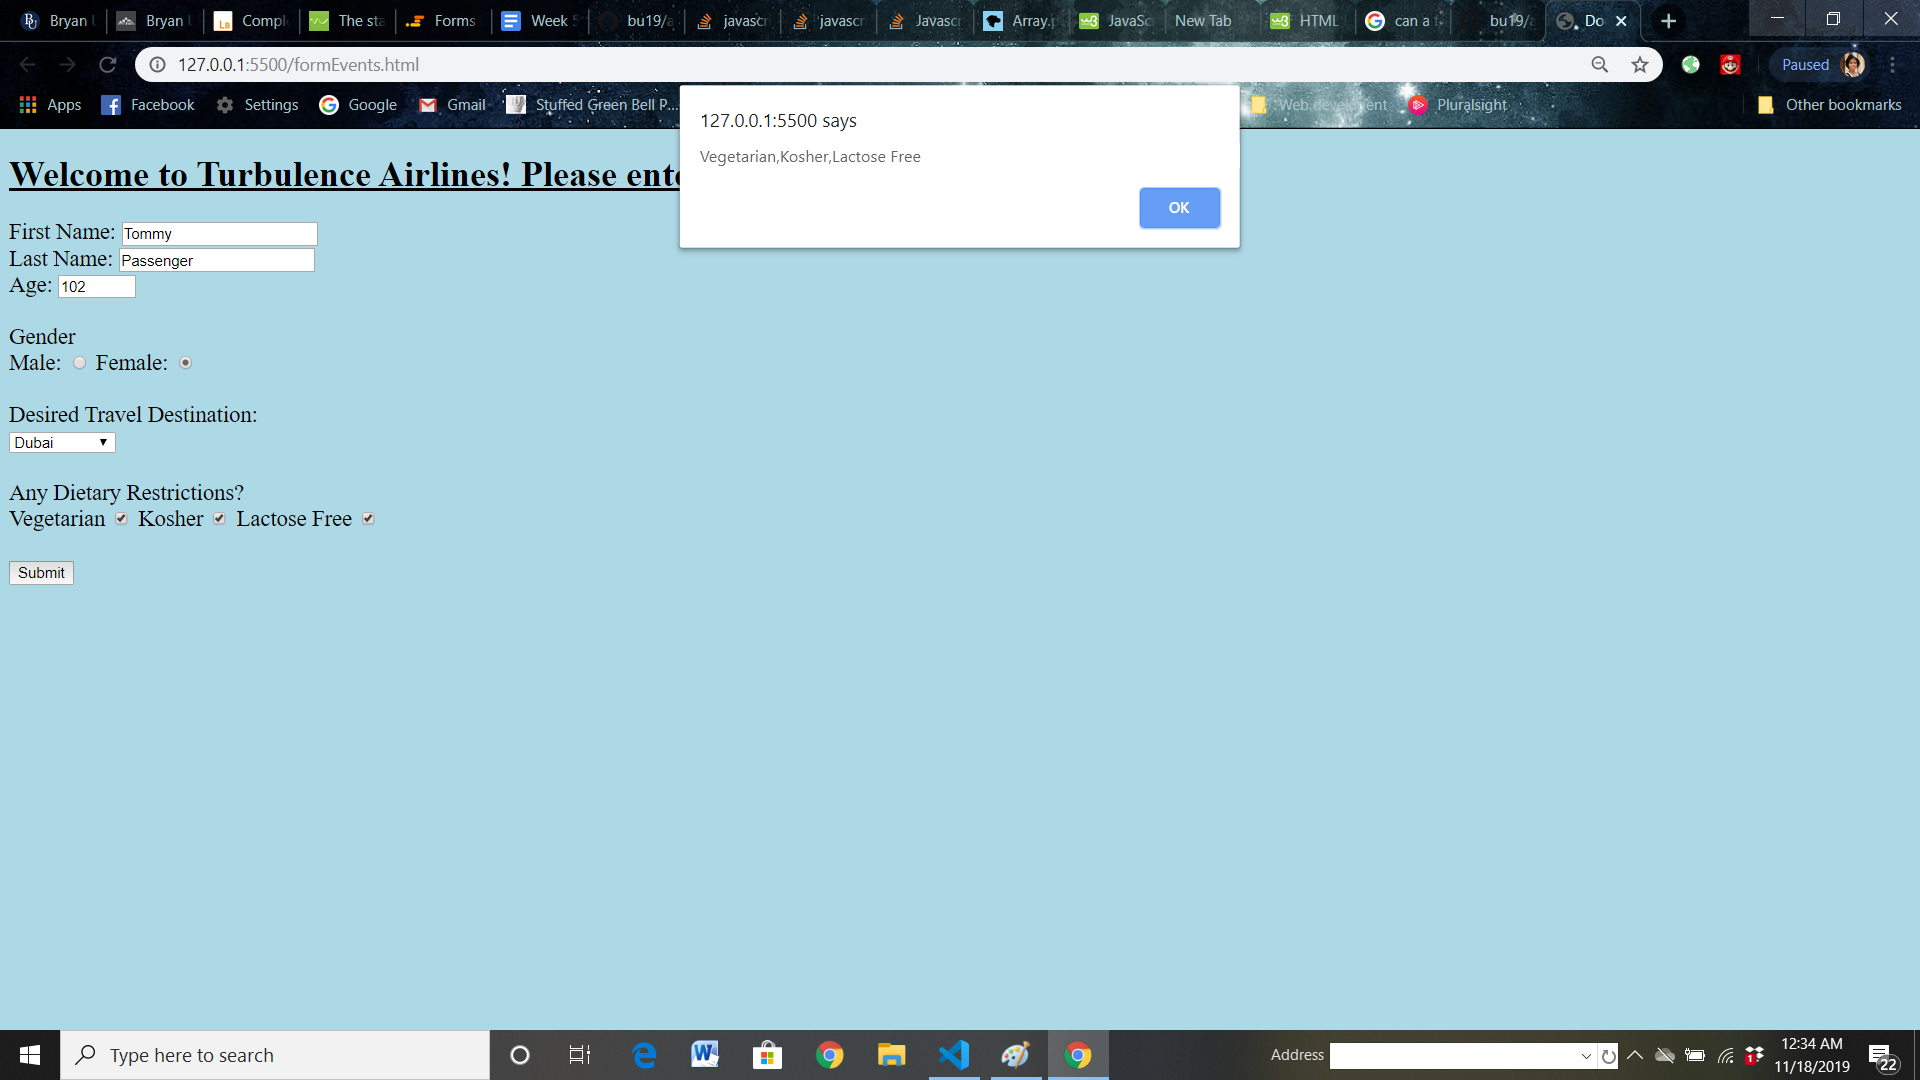 Bryan
Bryan
Compl
The sta
Forms
Week 5
bu19/a
javascr
javascr
Javascr
Array.p
JavaSc
New Tab
HTML
can a f
bu19/a
Do
127.0.0.1:5500/formEvents.html
Paused
Apps
Facebook
Settings
Google
Gmail
Stuffed Green Bell P...
Web develpment
Pluralsight
Other bookmarks
127.0.0.1:5500 says
Vegetarian,Kosher,Lactose Free
OK
Welcome to Turbulence Airlines! Please ente
First Name: Tommy
Last Name: Passenger
Age: 102
Gender
Male: Female:
Desired Travel Destination:
Dubai
Any Dietary Restrictions?
Vegetarian Kosher Lactose Free
Submit
Type here to search
Address
12:34 AM
11/18/2019
22